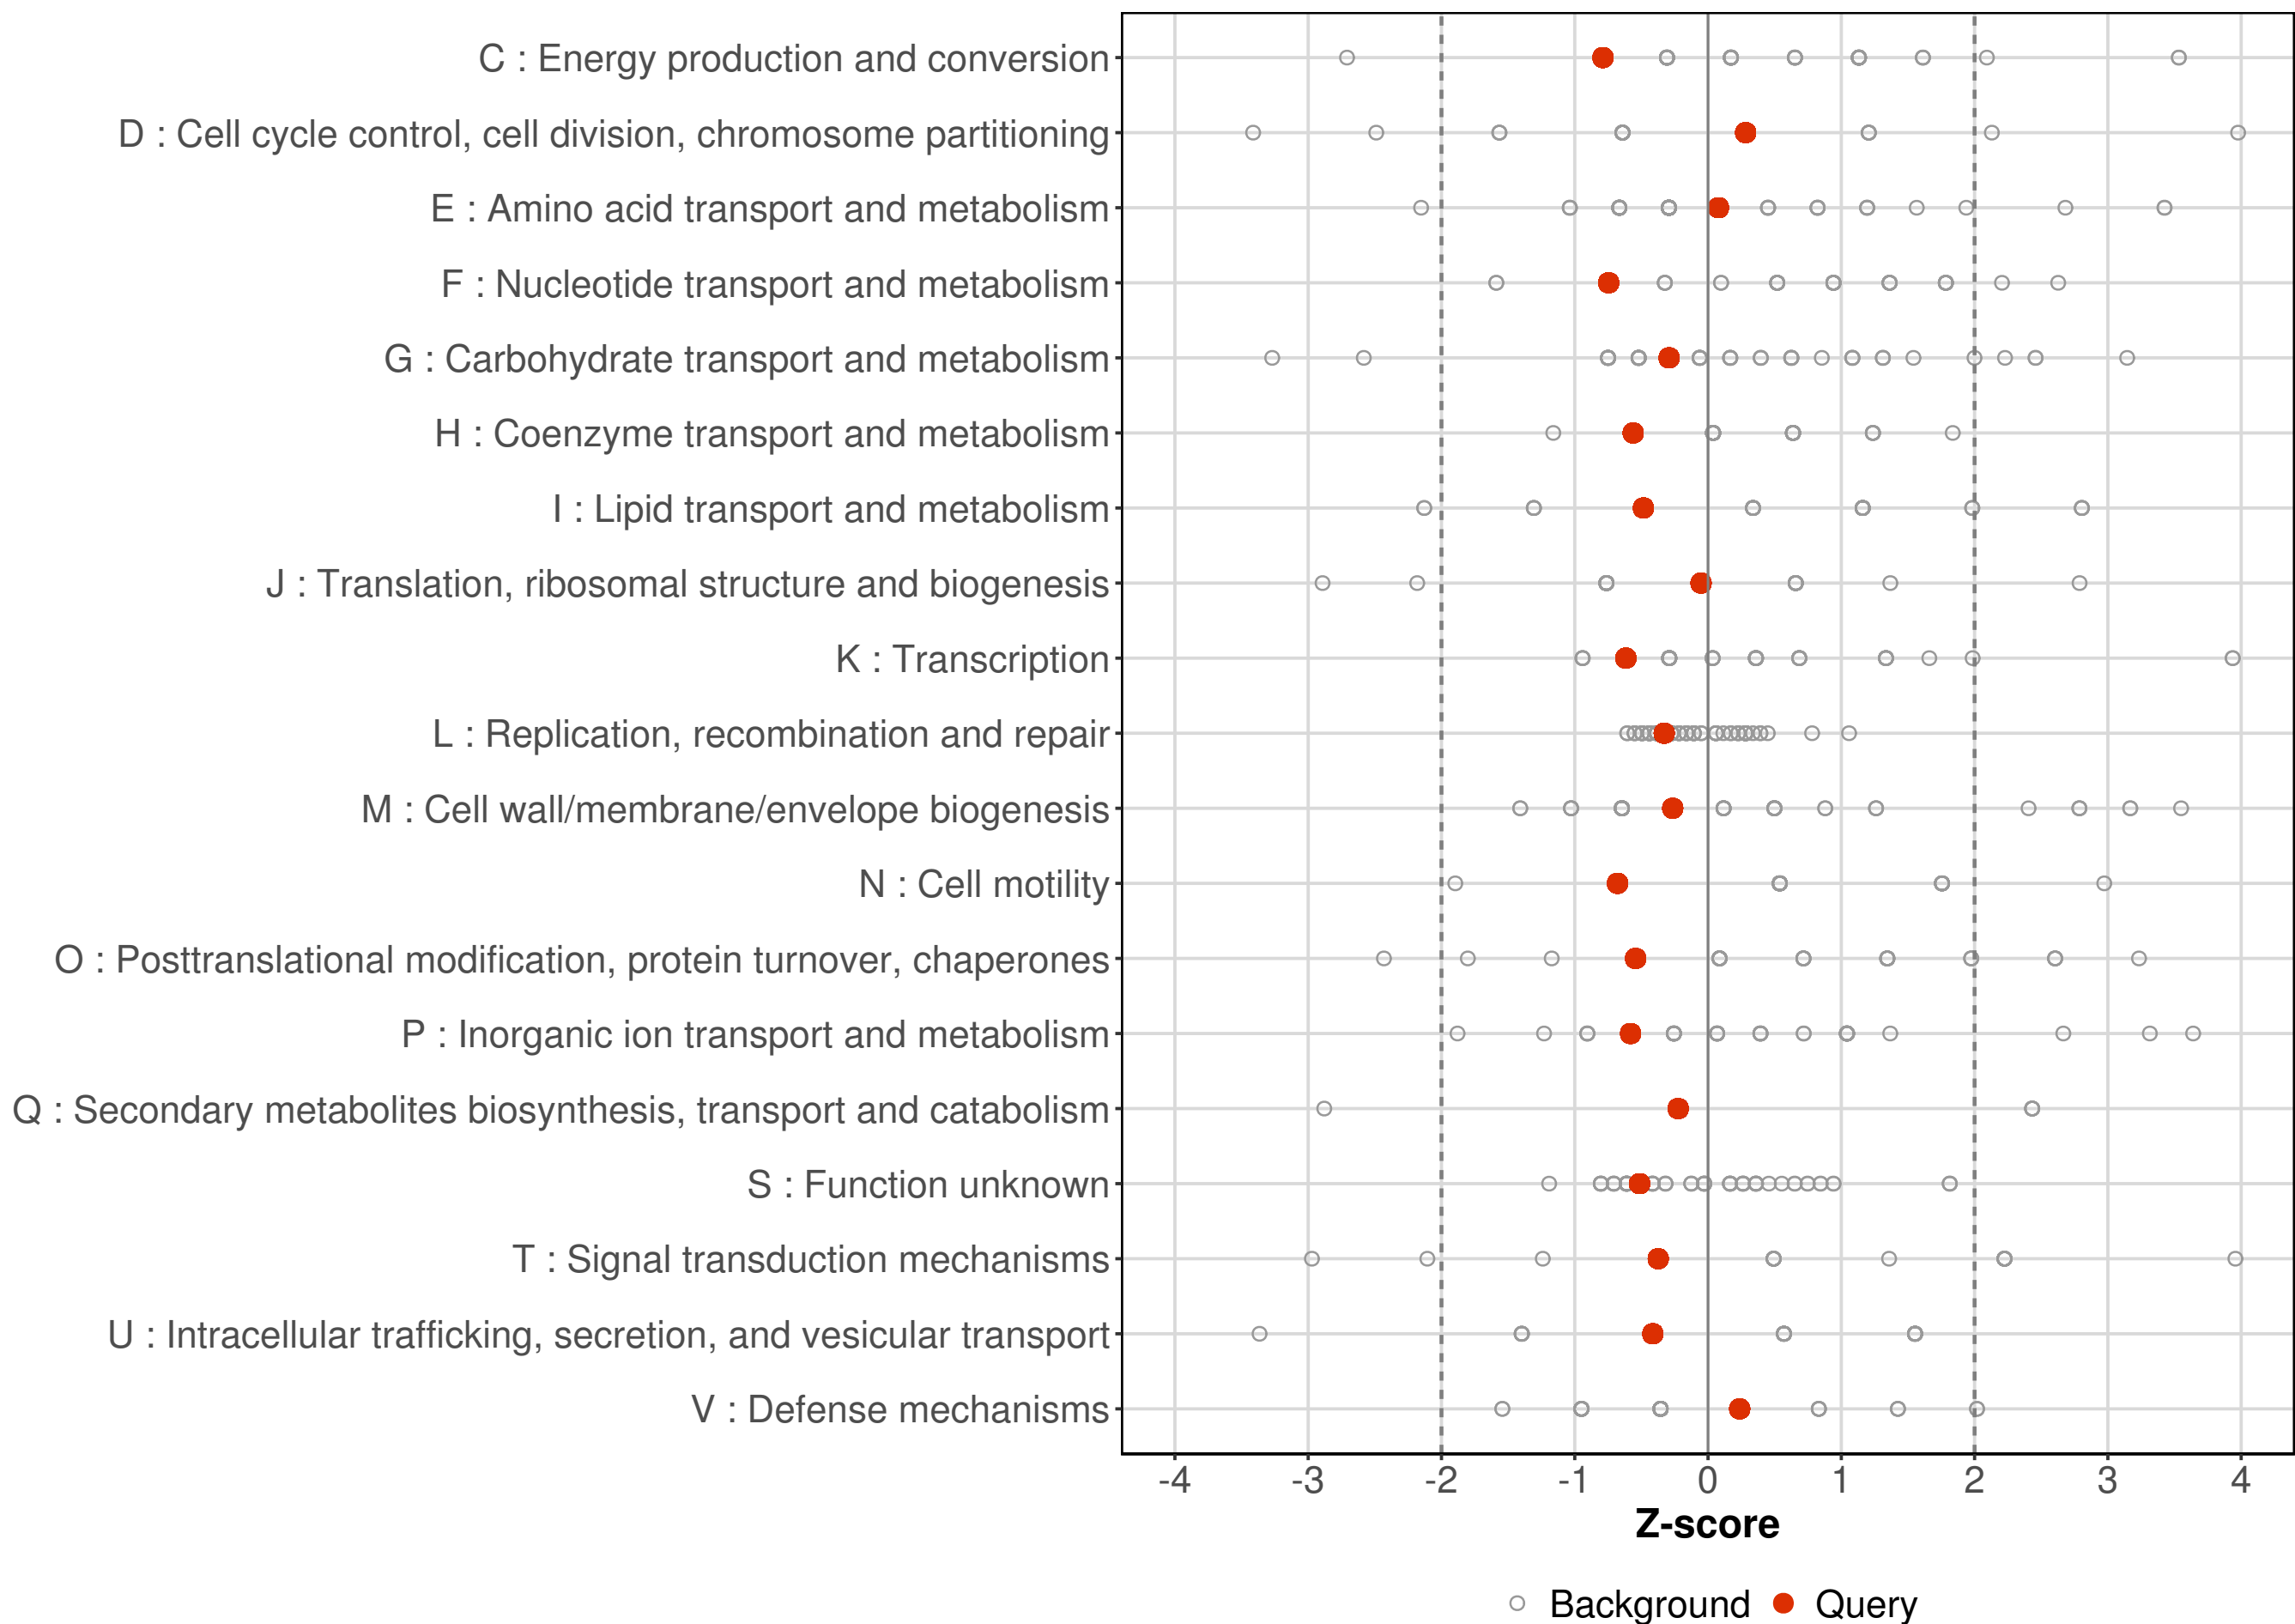 C : Energy production and conversion
D : Cell cycle control, cell division, chromosome partitioning
E : Amino acid transport and metabolism
F : Nucleotide transport and metabolism
G : Carbohydrate transport and metabolism
H : Coenzyme transport and metabolism
I : Lipid transport and metabolism
J : Translation, ribosomal structure and biogenesis
K : Transcription
L : Replication, recombination and repair
M : Cell wall/membrane/envelope biogenesis
N : Cell motility
O : Posttranslational modification, protein turnover, chaperones
P : Inorganic ion transport and metabolism
Q : Secondary metabolites biosynthesis, transport and catabolism
S : Function unknown
T : Signal transduction mechanisms
U : Intracellular trafficking, secretion, and vesicular transport
V : Defense mechanisms
-4 -3 -2 -1 0 1 2 3 4
Z-score
Background Query